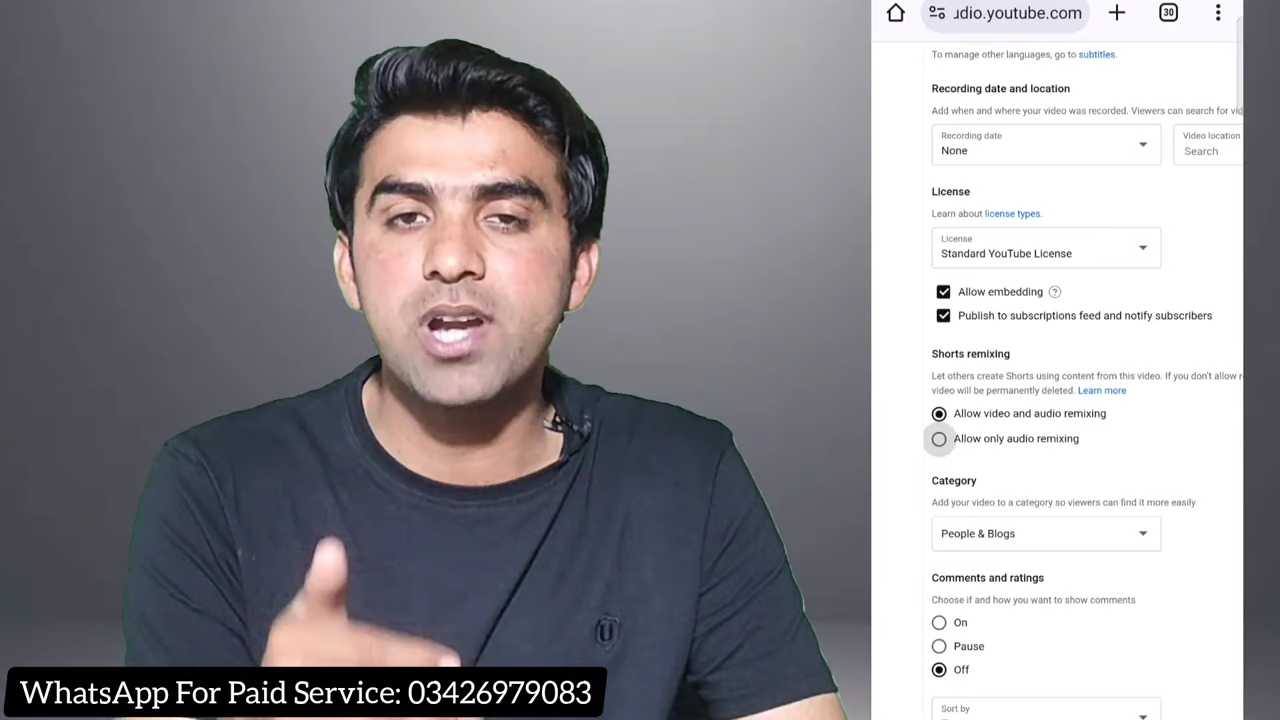 udio.youtube.com
30
To manage other languages, go to subtitles.
Recording date and location
Add when and where your video was recorded. Viewers can search for
Recording date
None
Video location
Search
License
Learn about license types.
License
Standard YouTube License
Allow embedding ?
Publish to subscriptions feed and notify subscribers
Shorts remixing
Let others create Shorts using content from this video. If you don't allow
video will be permanently deleted. Learn more
Allow video and audio remixing
Allow only audio remixing
Category
Add your video to a category so viewers can find it more easily
People & Blogs
Comments and ratings
Choose if and how you want to show comments
On
Pause
Off
Sort by
U
WhatsApp For Paid Service: 03426979083